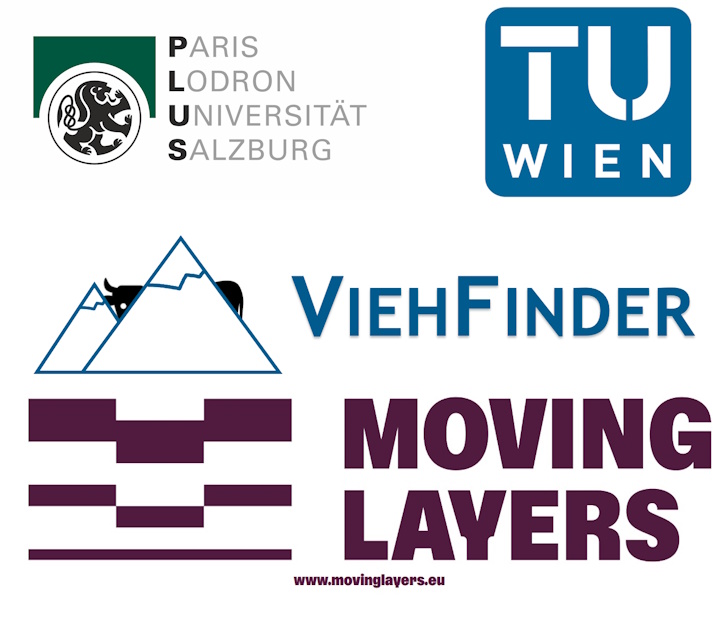 PARIS
LODRON
UNIVERSITÄT
SALZBURG
TU
WIEN
VIEHFINDER
MOVING
LAYERS
www.movinglayers.eu